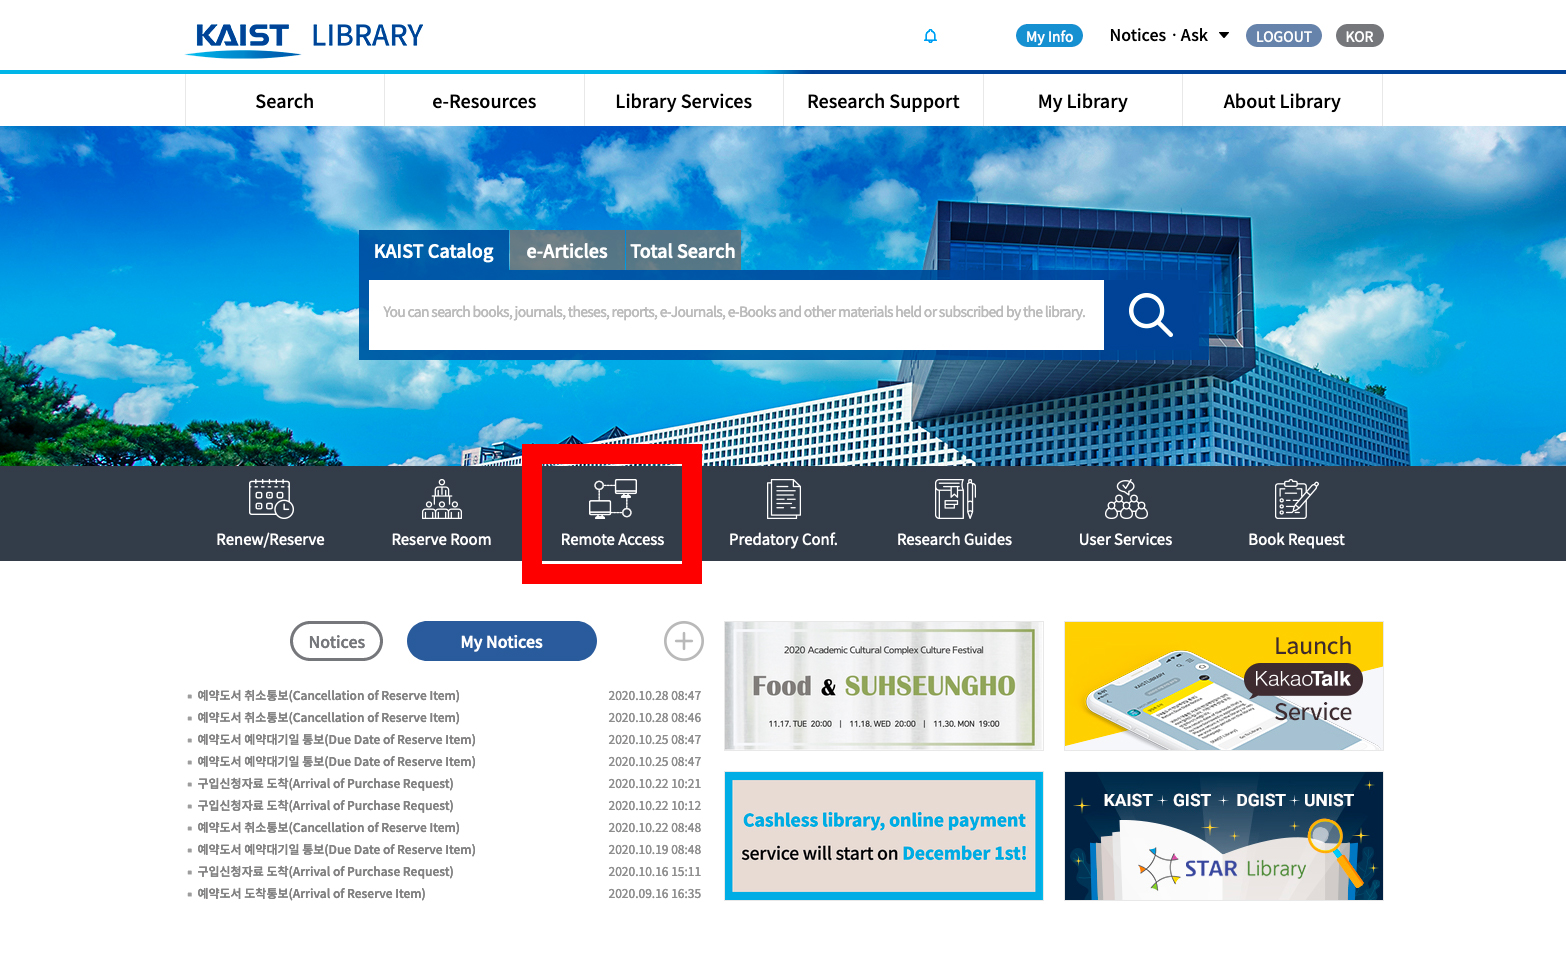 KAIST LIBRARY
My Info
Notices · Ask
LOGOUT
KOR
Search
e-Resources
Library Services
Research Support
My Library
About Library
KAIST Catalog
e-Articles
Total Search
You can search books, journals, theses, reports, e-Journals, e-Books and other materials held or subscribed by the library.
Renew/Reserve
Reserve Room
Remote Access
Predatory Conf.
Research Guides
User Services
Book Request
Notices
My Notices
예약도서 취소통보(Cancellation of Reserve Item) 2020.10.28 08:47
예약도서 취소통보(Cancellation of Reserve Item) 2020.10.28 08:46
예약도서 예약대기일 통보(Due Date of Reserve Item) 2020.10.25 08:47
예약도서 예약대기일 통보(Due Date of Reserve Item) 2020.10.25 08:47
구입신청자료 도착(Arrival of Purchase Request) 2020.10.22 10:21
구입신청자료 도착(Arrival of Purchase Request) 2020.10.22 10:12
예약도서 취소통보(Cancellation of Reserve Item) 2020.10.22 08:48
예약도서 예약대기일 통보(Due Date of Reserve Item) 2020.10.19 08:48
구입신청자료 도착(Arrival of Purchase Request) 2020.10.16 15:11
예약도서 도착통보(Arrival of Reserve Item) 2020.09.16 16:35
2020 Academic Cultural Complex Culture Festival
Food & SUHSEUNGHO
11.17. TUE 20:00 | 11.18. WED 20:00 | 11.30. MON 19:00
Launch
KakaoTalk
Service
KAIST LIBRARY
Cashless library, online payment
service will start on December 1st!
KAIST + GIST + DGIST + UNIST
STAR Library